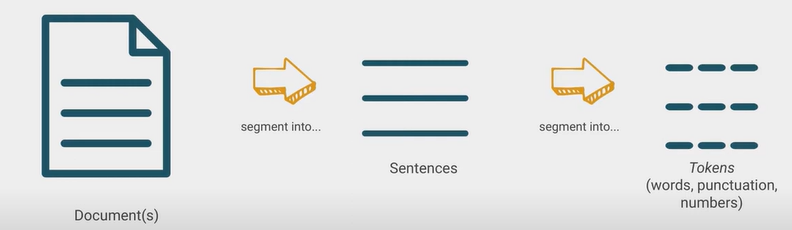 segment into...
segment into...
Sentences
Tokens
(words, punctuation,
numbers)
Document(s)